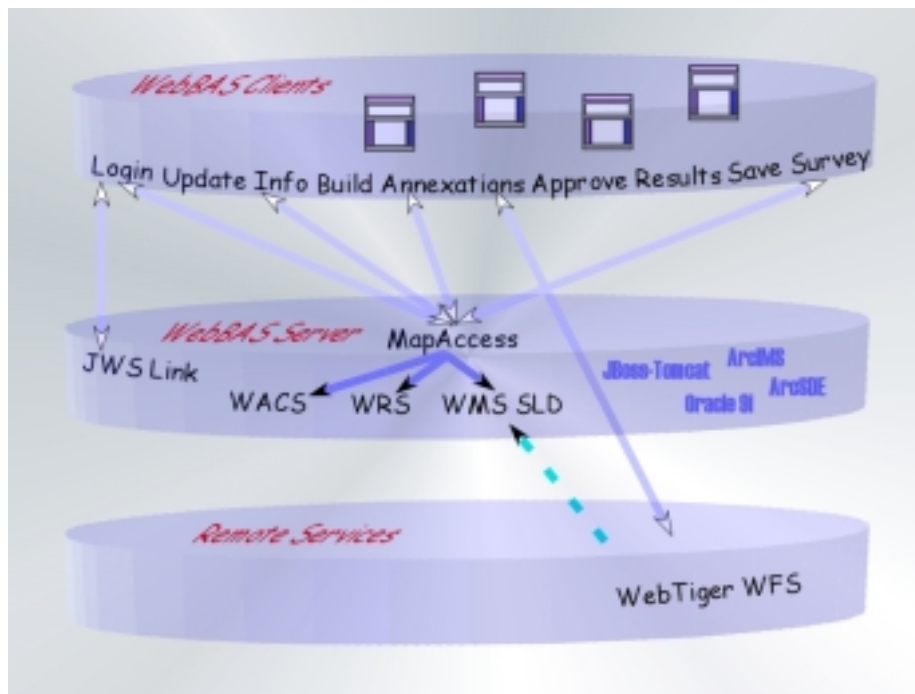 WebBAS Clients
Login Update Info Build Annexations Approve Results Save Survey
WebBAS Server
MapAccess
JWS Link
WACS WRS WMS SLD
JBoss-Tomcat ArcIMS
Oracle 9i ArcSDE
Remote Services
WebTiger WFS